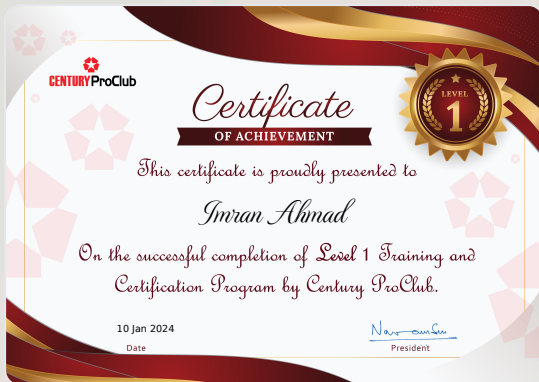 CENTURY ProClub
LEVEL
1
Certificate
OF ACHIEVEMENT
This certificate is proudly presented to
Imran Ahmad
On the successful completion of Level 1 Training and
Certification Program by Century ProClub.
10 Jan 2024
Date
President